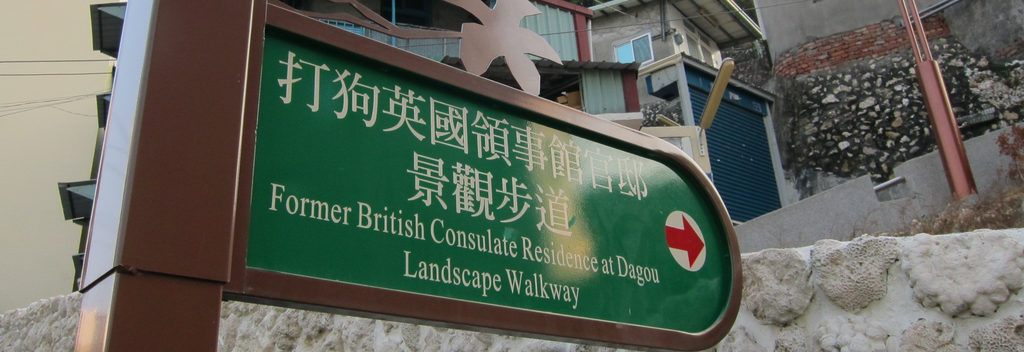 打狗英國領事館官邸
景觀步道
Former British Consulate Residence at Dagou
Landscape Walkway